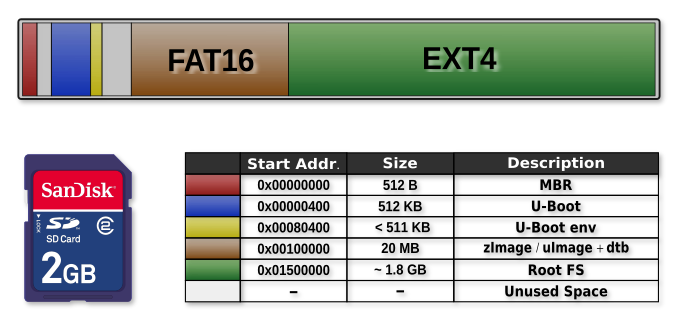 FAT16 EXT4
Start Addr. Size Description
0x00000000 512 B MBR
0x00000400 512 KB U-Boot
0x00080400 < 511 KB U-Boot env
0x00100000 20 MB zImage / uImage + dtb
0x01500000 ~ 1.8 GB Root FS
– – Unused Space
SanDisk
LOCK
SD
2
SD Card
2GB